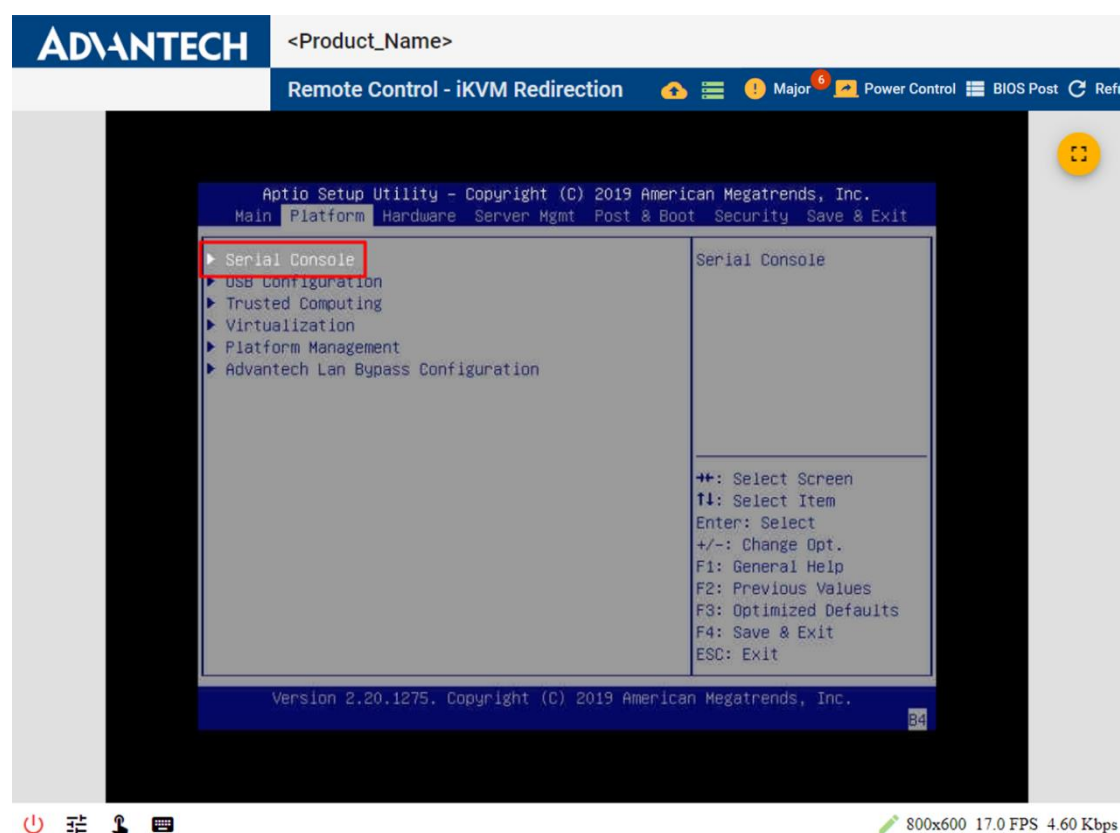 ADVANTECH
<Product_Name>
Remote Control - iKVM Redirection
Major 6
Power Control
BIOS Post
Aptio Setup Utility – Copyright (C) 2019 American Megatrends, Inc.
Main Platform Hardware Server Mgmt Post & Boot Security Save & Exit
Serial Console
USB Configuration
Trusted Computing
Virtualization
Platform Management
Advantech Lan Bypass Configuration
Serial Console
→←: Select Screen
↑↓: Select Item
Enter: Select
+/-: Change Opt.
F1: General Help
F2: Previous Values
F3: Optimized Defaults
F4: Save & Exit
ESC: Exit
Version 2.20.1275. Copyright (C) 2019 American Megatrends, Inc.
B4
800x600 17.0 FPS 4.60 Kbps